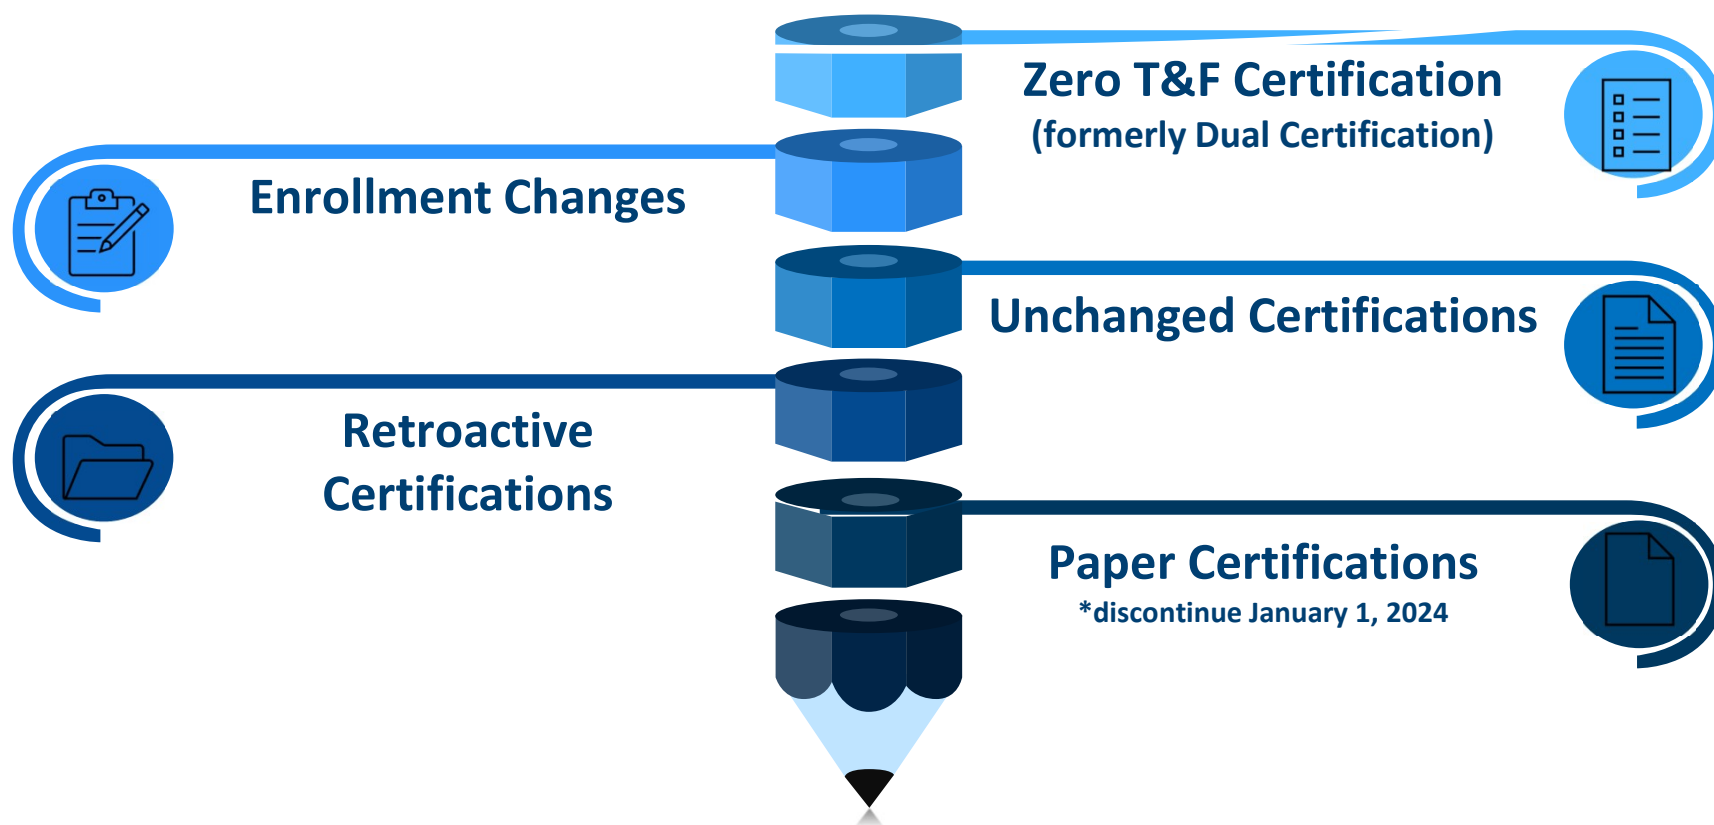 Zero T&F Certification
(formerly Dual Certification)
Enrollment Changes
Unchanged Certifications
Retroactive
Certifications
Paper Certifications
*discontinue January 1, 2024